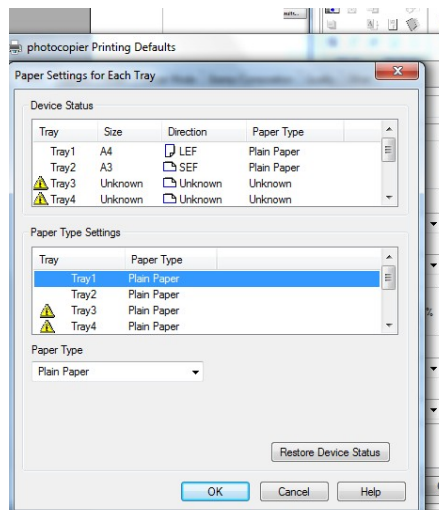 photocopier Printing Defaults
Paper Settings for Each Tray
Device Status
Tray Size Direction Paper Type
Tray1 A4 LEF Plain Paper
Tray2 A3 SEF Plain Paper
Tray3 Unknown Unknown Unknown
Tray4 Unknown Unknown Unknown
Paper Type Settings
Tray Paper Type
Tray1 Plain Paper
Tray2 Plain Paper
Tray3 Plain Paper
Tray4 Plain Paper
Paper Type
Plain Paper
Restore Device Status
OK Cancel Help